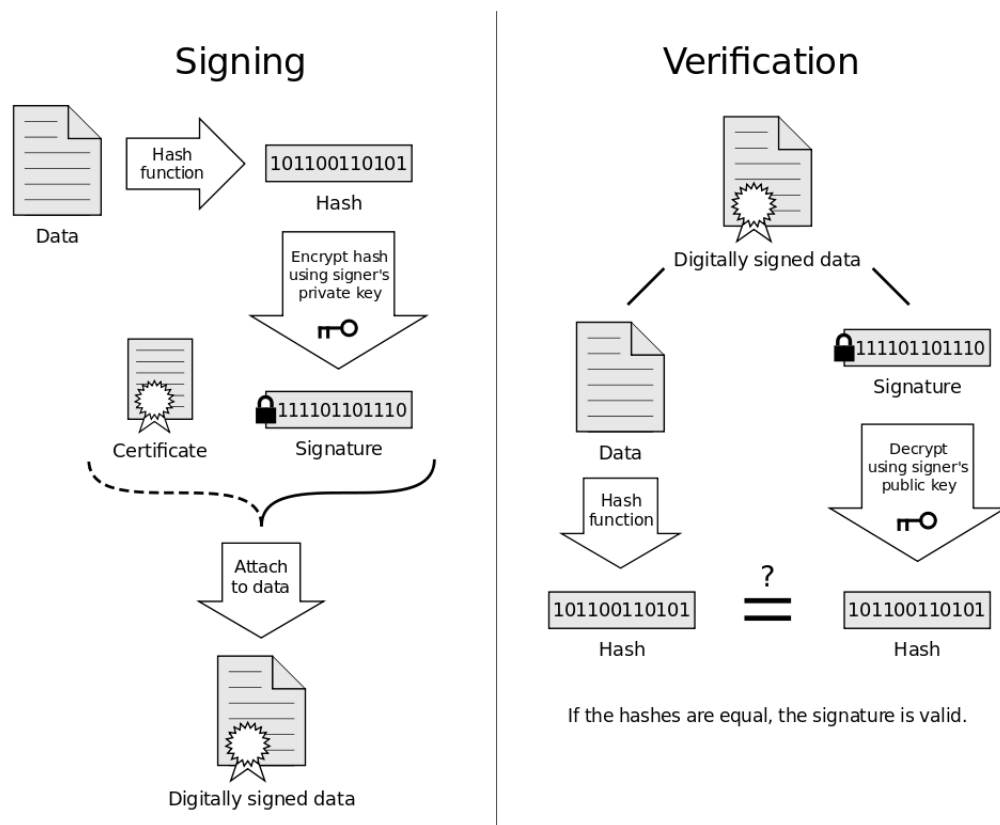 Signing
Data
Hash
function
101100110101
Hash
Encrypt hash
using signer's
private key
Certificate
111101101110
Signature
Attach
to data
Digitally signed data
Verification
Digitally signed data
Data
111101101110
Signature
Hash
function
Decrypt
using signer's
public key
101100110101
Hash
?
=
101100110101
Hash
If the hashes are equal, the signature is valid.